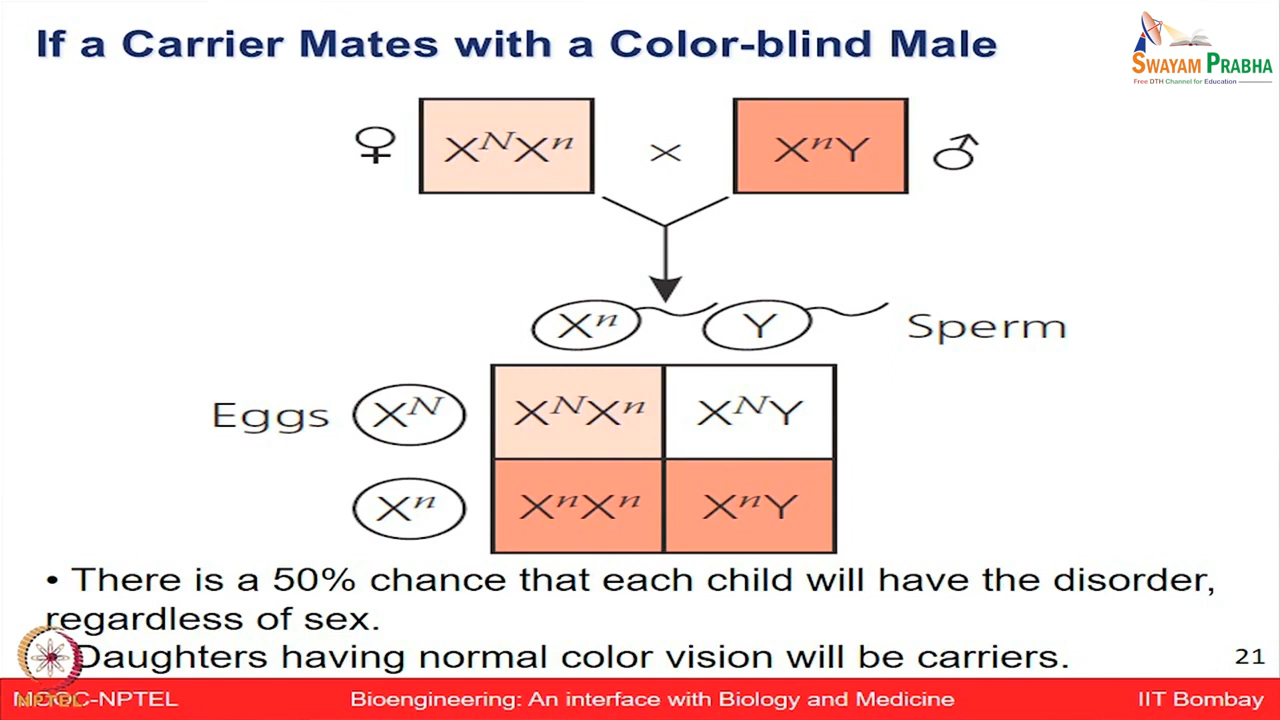 If a Carrier Mates with a Color-blind Male
SWAYAM PRABHA
Free DTH Channel for Education
♀ XᴺXⁿ × XⁿY ♂
Xⁿ Y Sperm
Eggs Xᴺ XᴺXⁿ XᴺY
Xⁿ XⁿXⁿ XⁿY
• There is a 50% chance that each child will have the disorder,
regardless of sex.
Daughters having normal color vision will be carriers.
21
NPTEL
MOOC-NPTEL Bioengineering: An interface with Biology and Medicine IIT Bombay